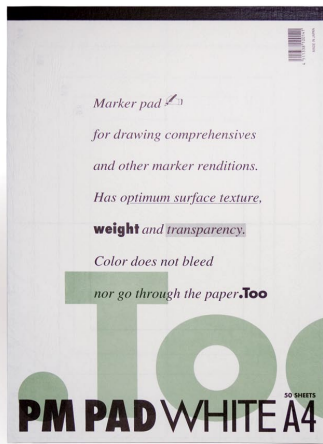 Marker pad
for drawing comprehensives
and other marker renditions.
Has optimum surface texture,
weight and transparency.
Color does not bleed
nor go through the paper.Too
.Too
50 SHEETS
PM PAD WHITE A4